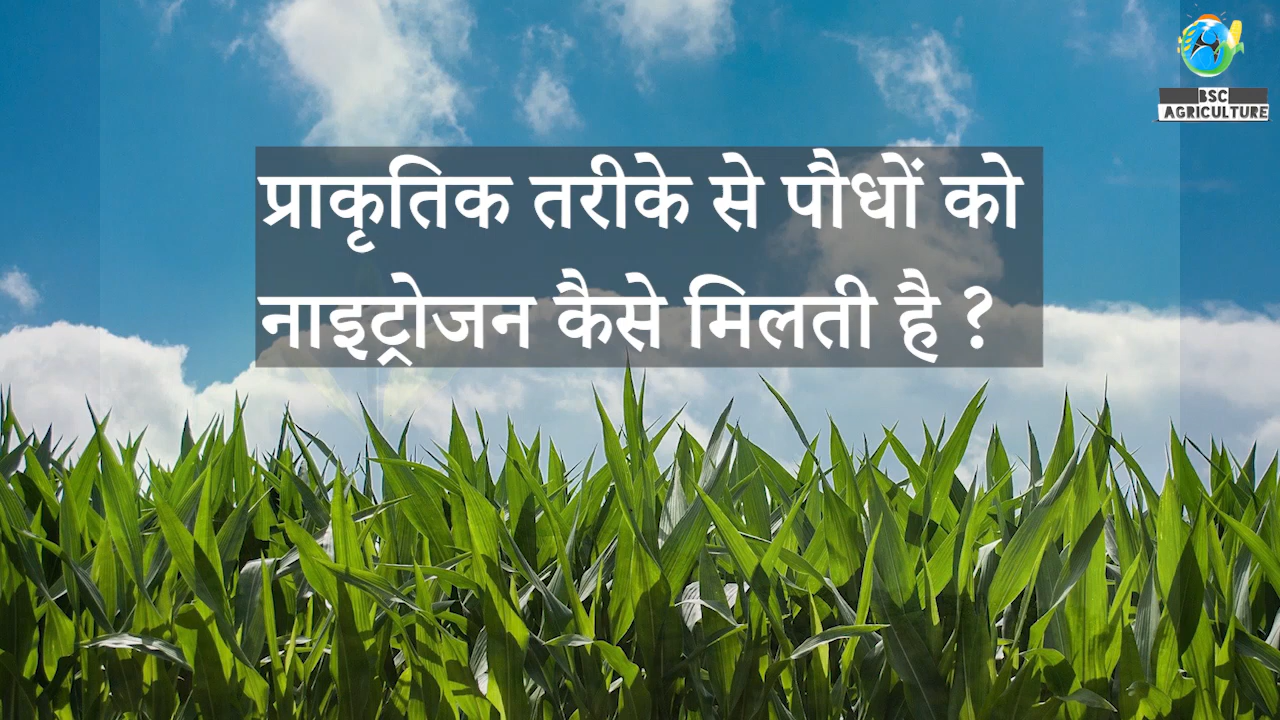 प्राकृतिक तरीके से पौधों को
नाइट्रोजन कैसे मिलती है ?
BSC
AGRICULTURE